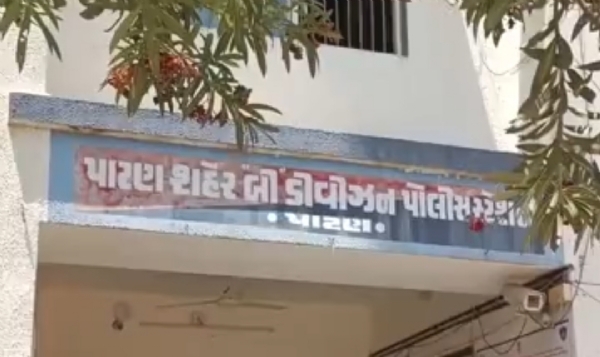 પાટણ શહેર બી ડીવીઝન પોલીસ સ્ટેશન
• પાટણ •